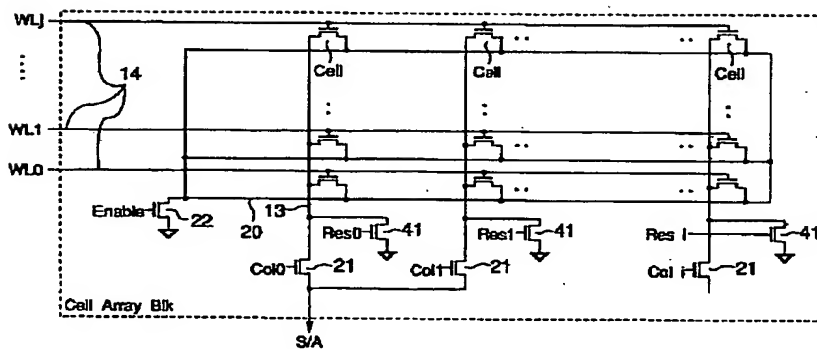 WLj
14
Cell
Cell
Cell
WL1
WL0
Enable
22
20
13
Res0
41
Res1
41
Res i
41
Col0
21
Col1
21
Col i
21
Cell Array Blk
S/A